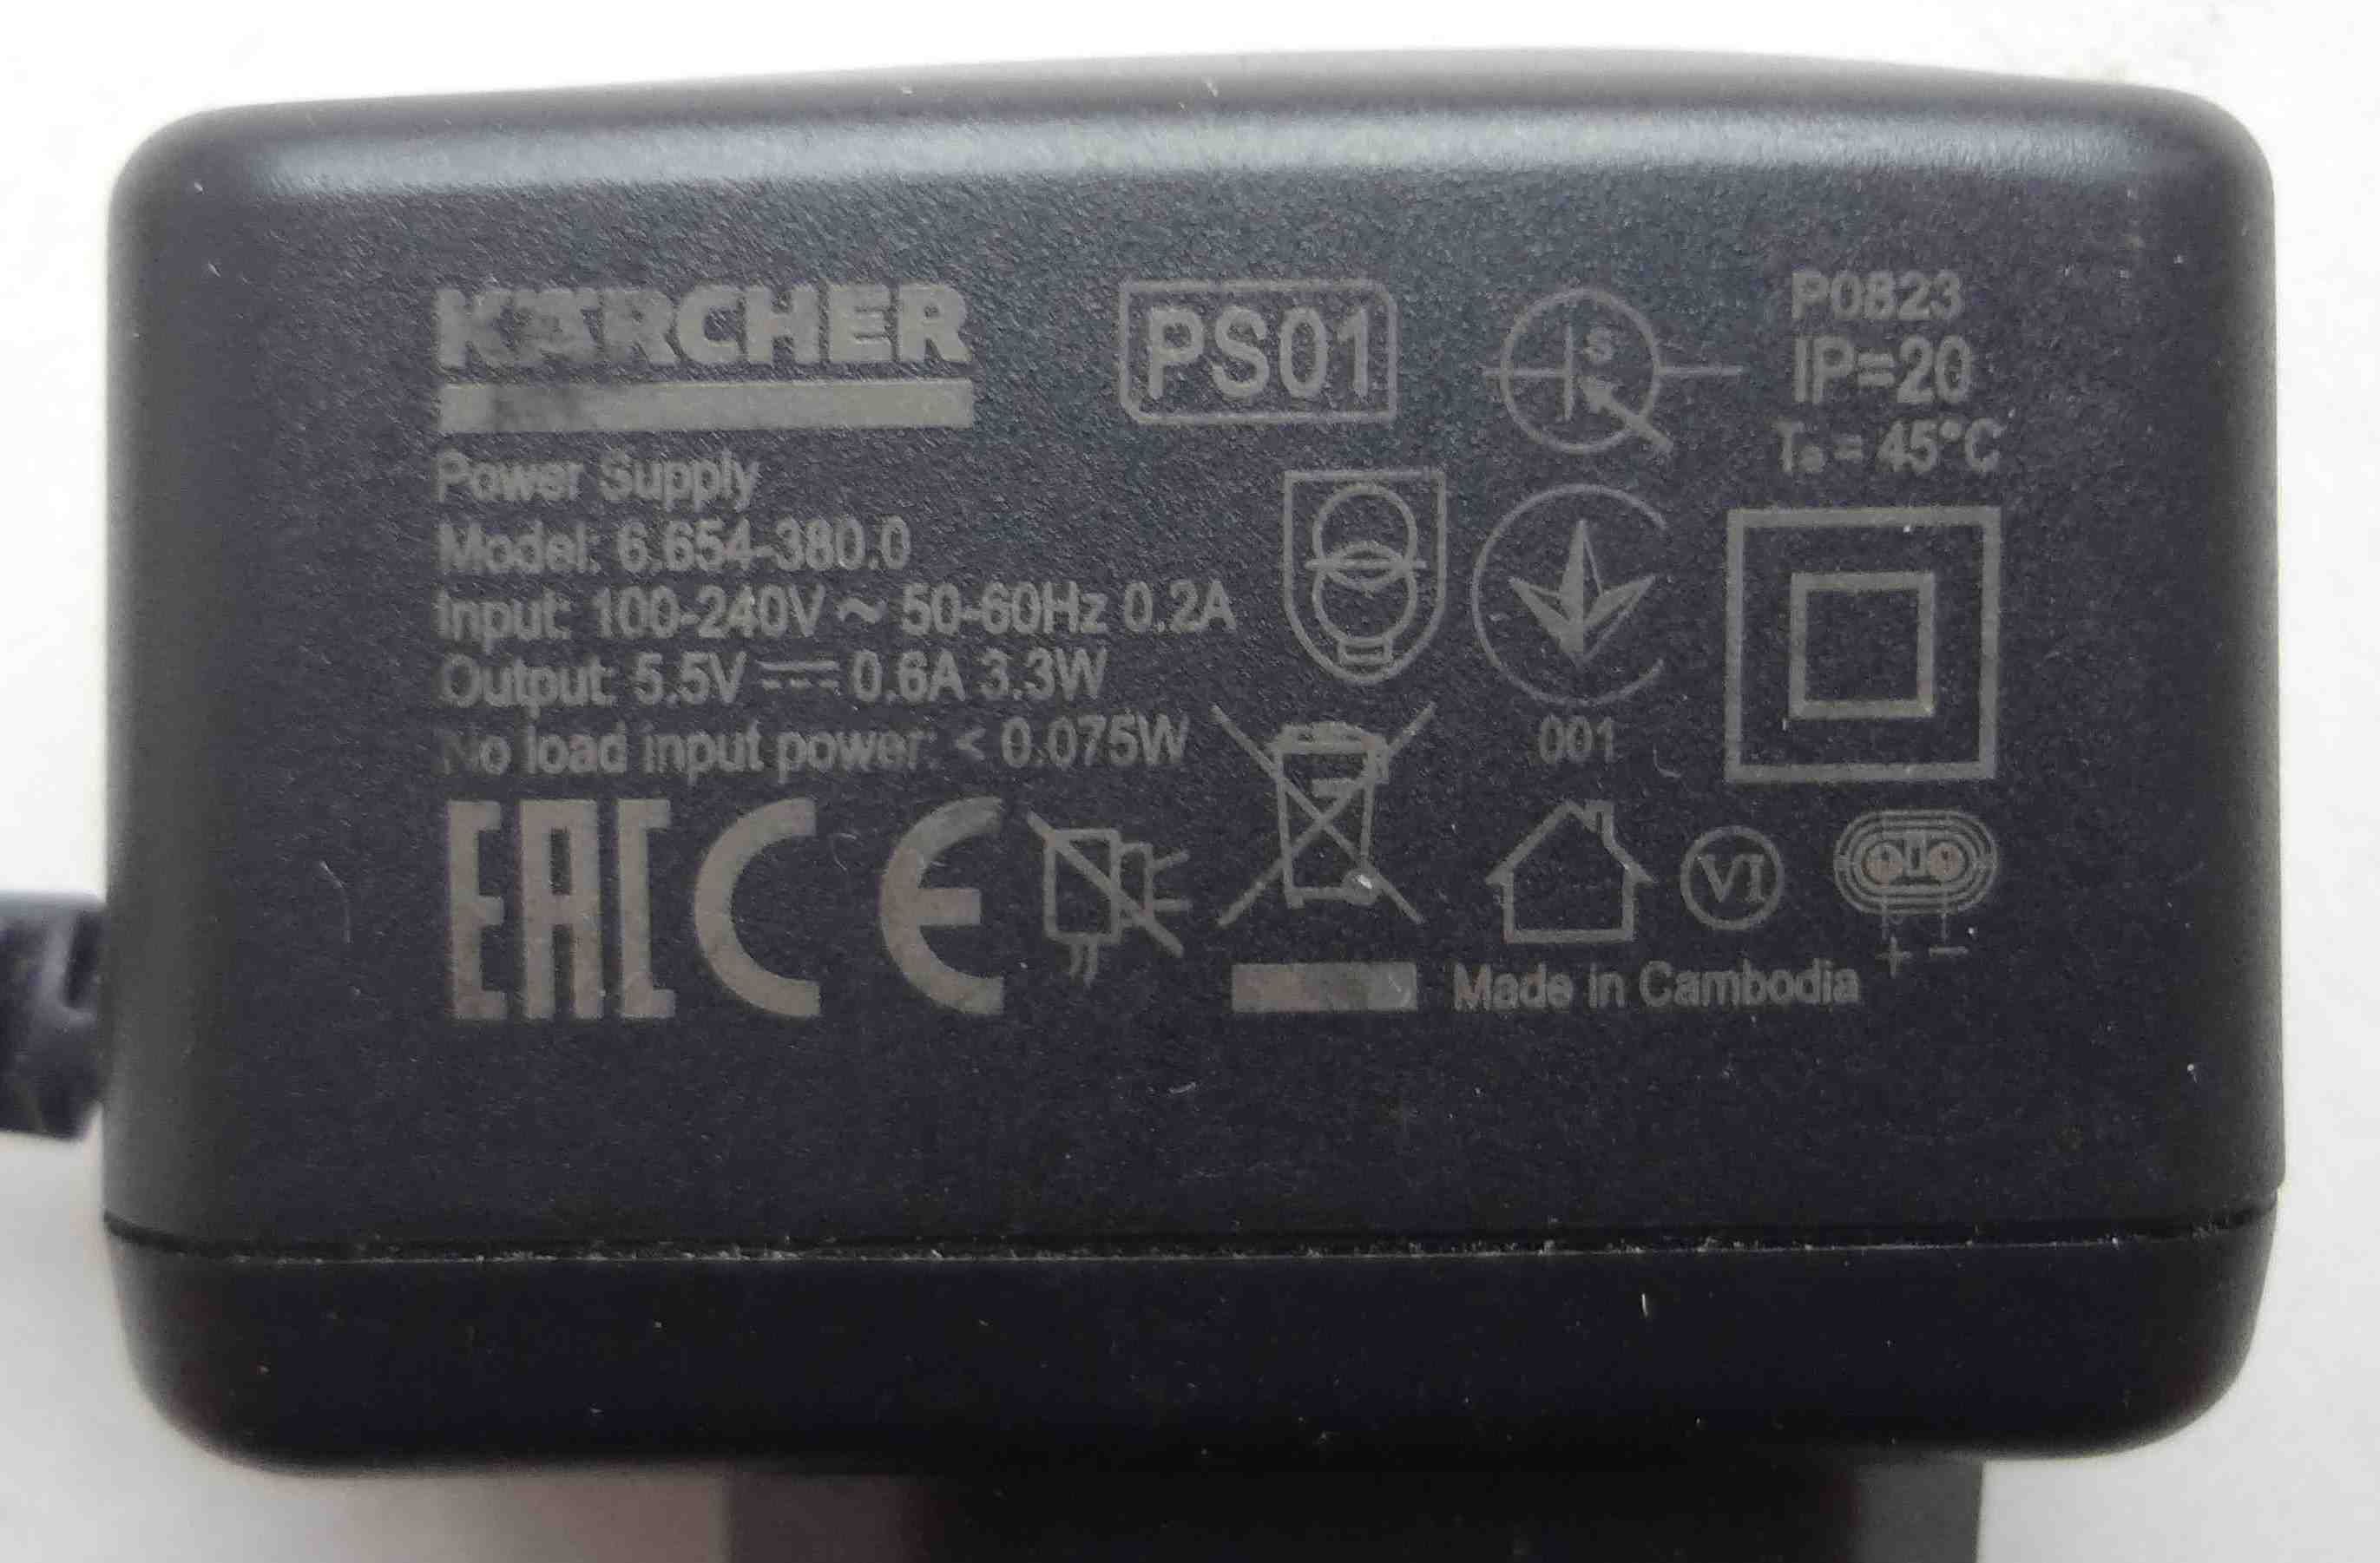 KÄRCHER
PS01
S
P0823
IP=20
Ta = 45°C
Power Supply
Model: 6.654-380.0
Input: 100-240V ~ 50-60Hz 0.2A
Output: 5.5V ⎓ 0.6A 3.3W
No load input power: < 0.075W
001
EAC CE
VI
+ −
Made in Cambodia